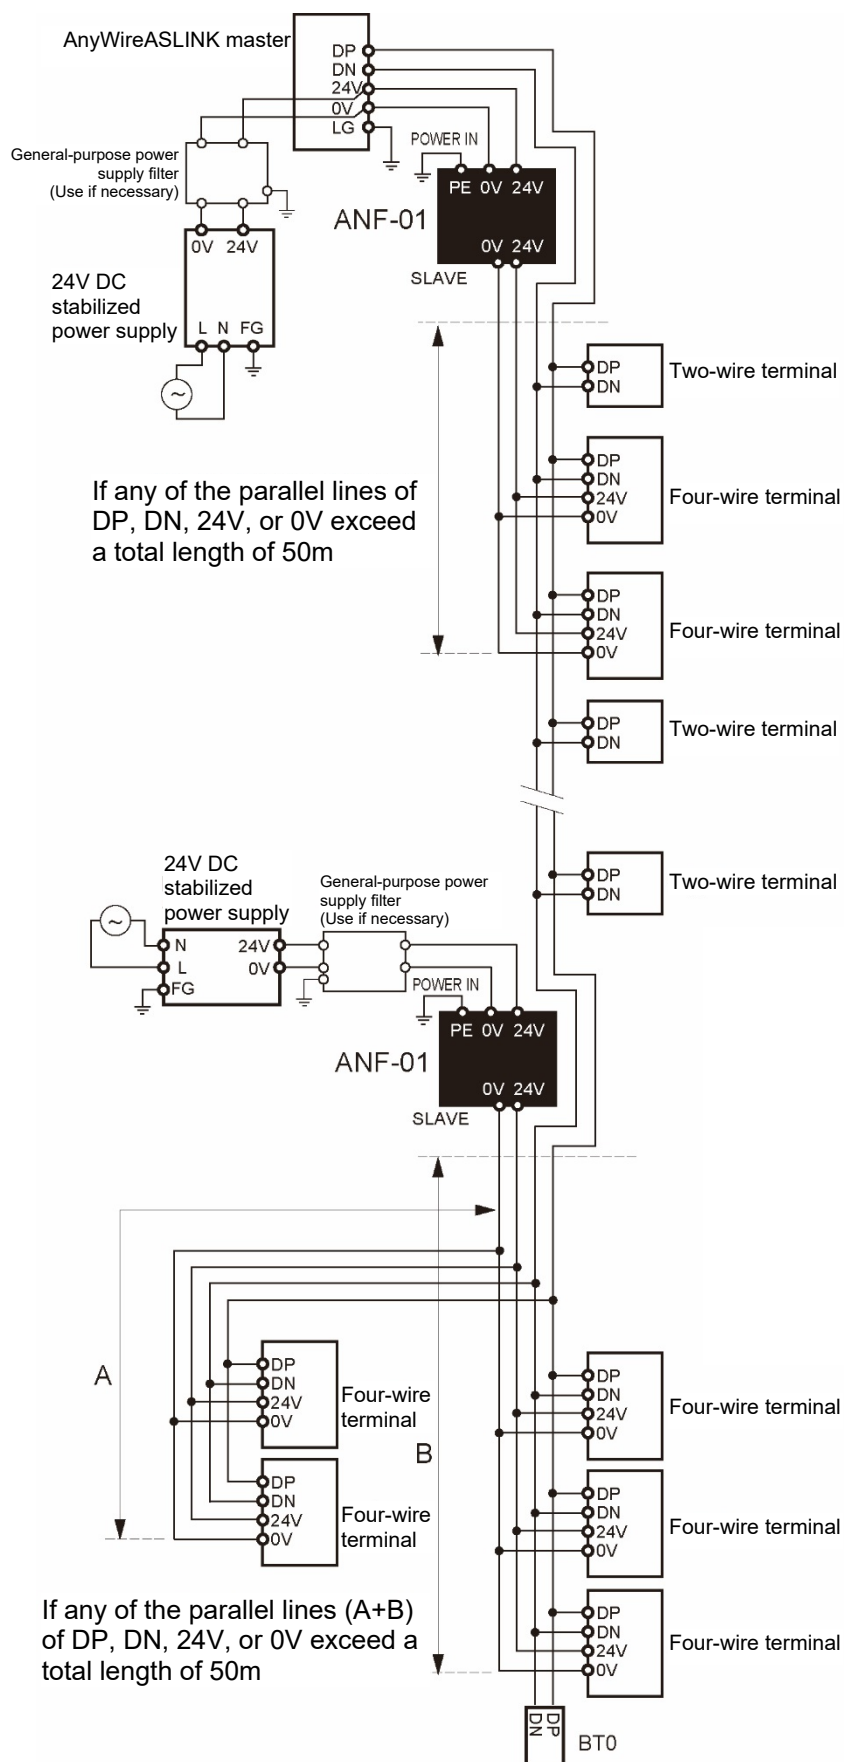 AnyWireASLINK master
DP
DN
24V
0V
LG
General-purpose power
supply filter
(Use if necessary)
POWER IN
PE 0V 24V
ANF-01
0V 24V
SLAVE
0V 24V
24V DC
stabilized
power supply
L N FG
~
DP
DN
Two-wire terminal
If any of the parallel lines of
DP, DN, 24V, or 0V exceed
a total length of 50m
DP
DN
24V
0V
Four-wire terminal
DP
DN
24V
0V
Four-wire terminal
DP
DN
Two-wire terminal
DP
DN
Two-wire terminal
24V DC
stabilized
power supply
General-purpose power
supply filter
(Use if necessary)
~
N 24V
L 0V
FG
POWER IN
PE 0V 24V
ANF-01
0V 24V
SLAVE
A
B
DP
DN
24V
0V
Four-wire
terminal
DP
DN
24V
0V
Four-wire
terminal
DP
DN
24V
0V
Four-wire terminal
DP
DN
24V
0V
Four-wire terminal
DP
DN
24V
0V
Four-wire terminal
If any of the parallel lines (A+B)
of DP, DN, 24V, or 0V exceed a
total length of 50m
DP
DN
BT0